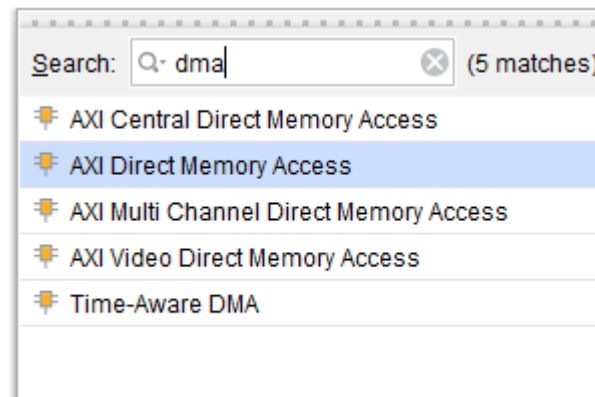 Search: dma (5 matches)
AXI Central Direct Memory Access
AXI Direct Memory Access
AXI Multi Channel Direct Memory Access
AXI Video Direct Memory Access
Time-Aware DMA